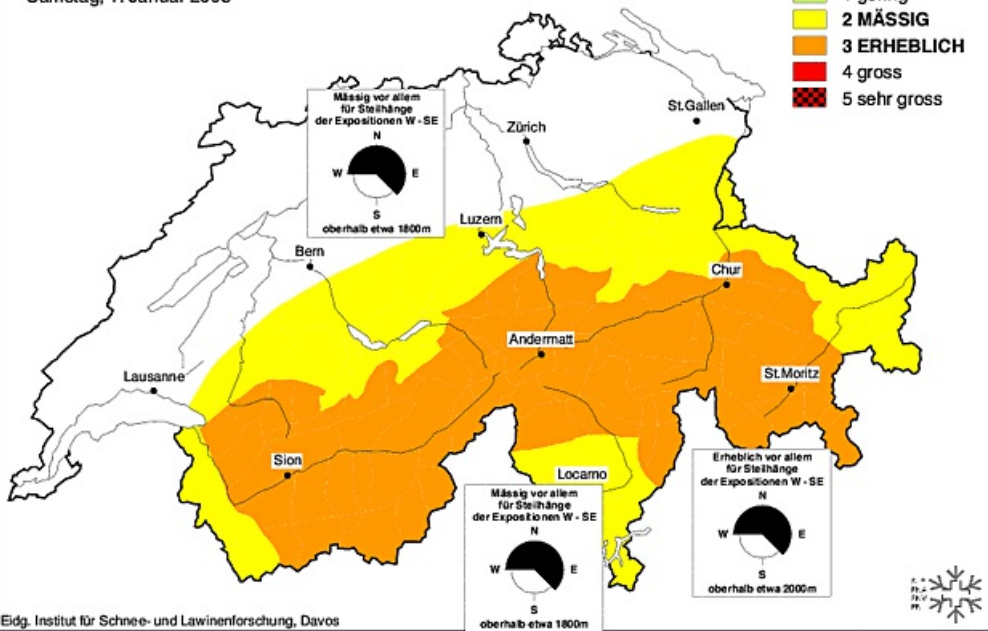 2 MÄSSIG
3 ERHEBLICH
4 gross
5 sehr gross
Mässig vor allem
für Steilhänge
der Expositionen W - SE
N
W E
S
oberhalb etwa 1800m
St.Gallen
Zürich
Luzern
Bern
Chur
Andermatt
Lausanne
St.Moritz
Sion
Locarno
Erheblich vor allem
für Steilhänge
der Expositionen W - SE
N
W E
S
oberhalb etwa 2000m
Mässig vor allem
für Steilhänge
der Expositionen W - SE
N
W E
S
oberhalb etwa 1800m
Eidg. Institut für Schnee- und Lawinenforschung, Davos